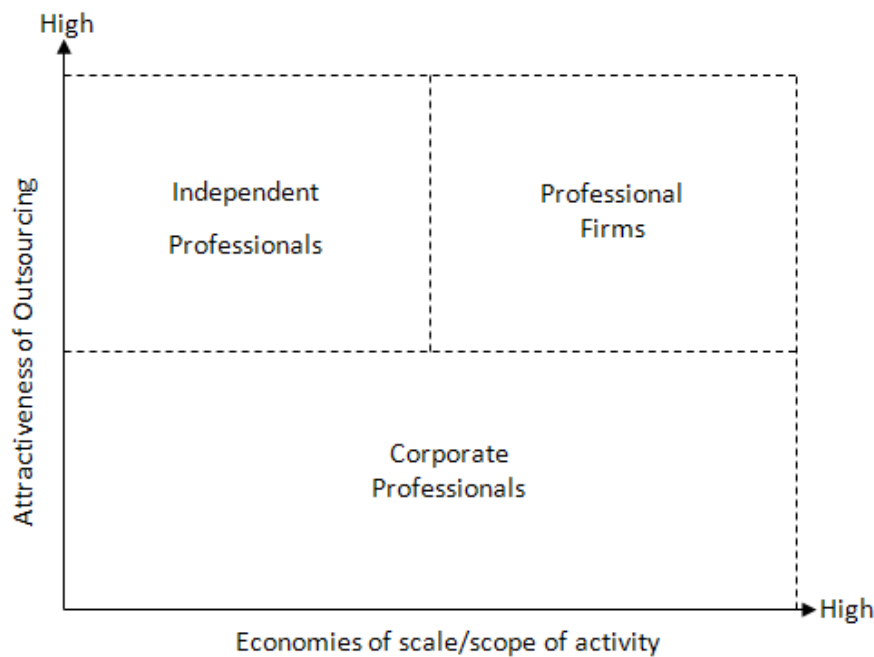 High
Attractiveness of Outsourcing
Independent
Professionals
Professional
Firms
Corporate
Professionals
High
Economies of scale/scope of activity